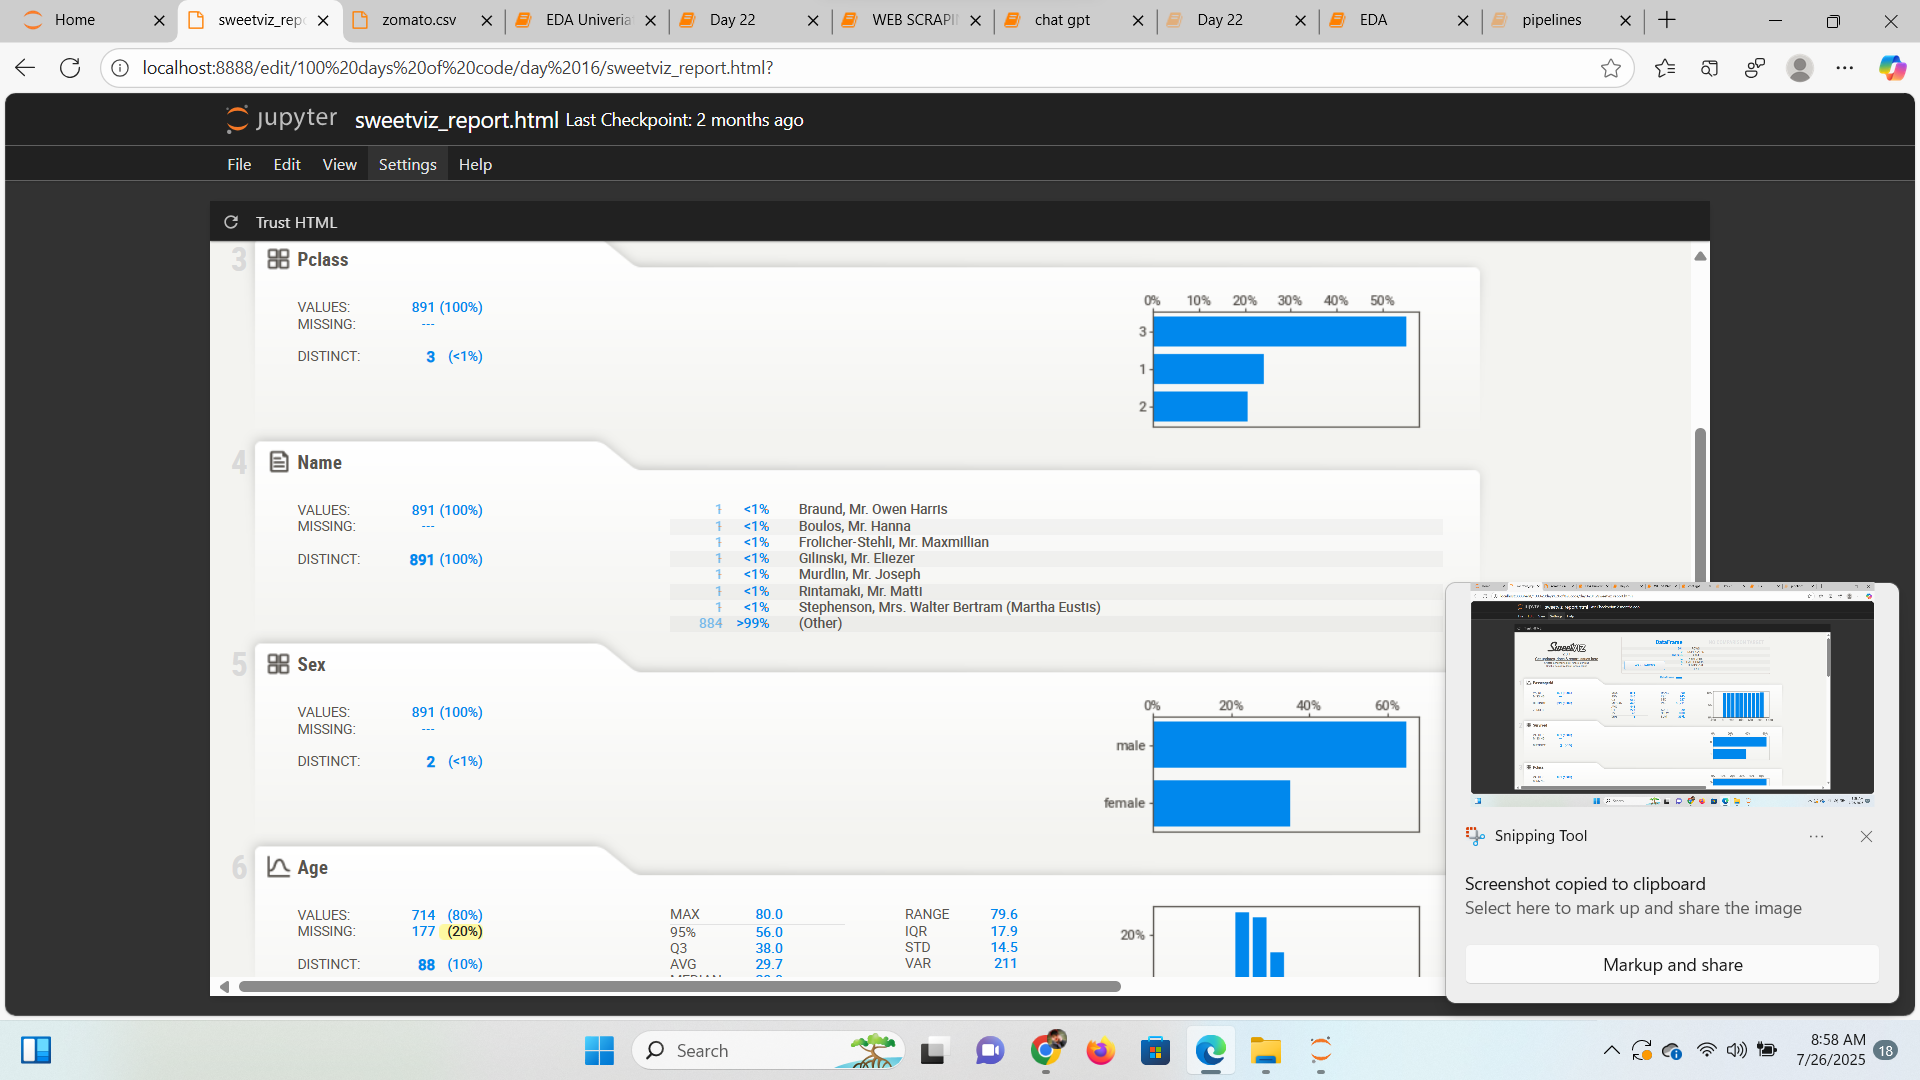 Home
sweetviz_repo
zomato.csv
EDA Univeria
Day 22
WEB SCRAPI
chat gpt
Day 22
EDA
pipelines
localhost:8888/edit/100%20days%20of%20code/day%2016/sweetviz_report.html?
jupyter sweetviz_report.html Last Checkpoint: 2 months ago
File Edit View Settings Help
Trust HTML
3 Pclass
VALUES: 891 (100%)
MISSING: ---
DISTINCT: 3 (<1%)
0% 10% 20% 30% 40% 50%
3
1
2
4 Name
VALUES: 891 (100%)
MISSING: ---
DISTINCT: 891 (100%)
1 <1% Braund, Mr. Owen Harris
1 <1% Boulos, Mr. Hanna
1 <1% Frolicher-Stehli, Mr. Maxmillian
1 <1% Gilinski, Mr. Eliezer
1 <1% Murdlin, Mr. Joseph
1 <1% Rintamaki, Mr. Matti
1 <1% Stephenson, Mrs. Walter Bertram (Martha Eustis)
884 >99% (Other)
5 Sex
VALUES: 891 (100%)
MISSING: ---
DISTINCT: 2 (<1%)
0% 20% 40% 60%
male
female
6 Age
VALUES: 714 (80%)
MISSING: 177 (20%)
DISTINCT: 88 (10%)
MAX 80.0
95% 56.0
Q3 38.0
AVG 29.7
RANGE 79.6
IQR 17.9
STD 14.5
VAR 211
20%
SweetVIZ
DataFrame
Snipping Tool
Screenshot copied to clipboard
Select here to mark up and share the image
Markup and share
Search
8:58 AM
7/26/2025
18